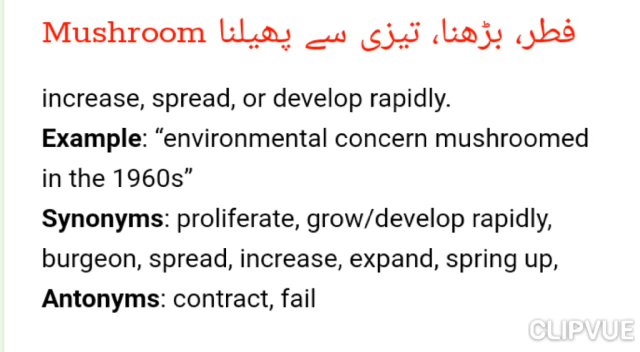 Mushroom فطر، بڑھنا، تیزی سے پھیلنا
increase, spread, or develop rapidly.
Example: “environmental concern mushroomed
in the 1960s”
Synonyms: proliferate, grow/develop rapidly,
burgeon, spread, increase, expand, spring up,
Antonyms: contract, fail
CLIPVUE